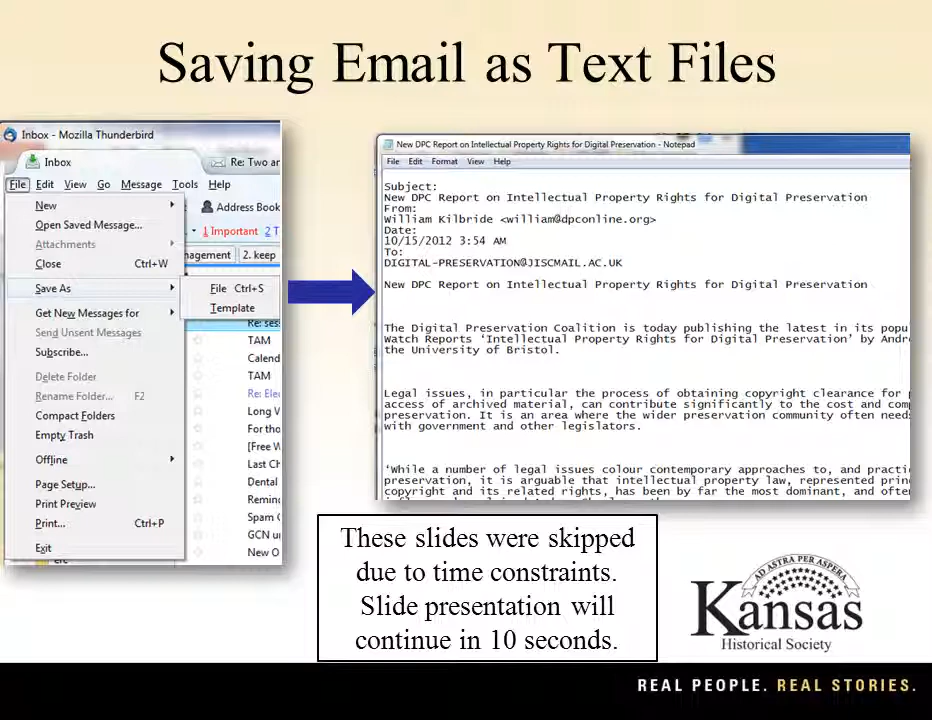 Saving Email as Text Files
Inbox - Mozilla Thunderbird
Inbox
Re: Two
File Edit View Go Message Tools Help
New
Address Book
Open Saved Message...
1 Important 2
Attachments
2. keep
Close Ctrl+W
Save As
File Ctrl+S
Template
Get New Messages for
Send Unsent Messages
Subscribe...
Delete Folder
Rename Folder... F2
Compact Folders
Empty Trash
Offline
Page Setup...
Print Preview
Print... Ctrl+P
Exit
TAM
TAM
Re:
Long
[Free
Last
Dental
Spam
GCN
New
New DPC Report on Intellectual Property Rights for Digital Preservation - Notepad
File Edit Format View Help
Subject:
New DPC Report on Intellectual Property Rights for Digital Preservation
From:
William Kilbride <william@dpconline.org>
Date:
10/15/2012 3:54 AM
To:
DIGITAL-PRESERVATION@JISCMAIL.AC.UK
New DPC Report on Intellectual Property Rights for Digital Preservation
The Digital Preservation Coalition is today publishing the latest in its
Watch Reports ‘Intellectual Property Rights for Digital Preservation’ by
the University of Bristol.
Legal issues, in particular the process of obtaining copyright clearance for
access of archived material, can contribute significantly to the cost and
preservation. It is an area where the wider preservation community often
with government and other legislators.
‘While a number of legal issues colour contemporary approaches to, and
preservation, it is arguable that intellectual property law, represented
copyright and its related rights, has been by far the most dominant, and
These slides were skipped
due to time constraints.
Slide presentation will
continue in 10 seconds.
AD ASTRA PER ASPERA
Kansas
Historical Society
REAL PEOPLE. REAL STORIES.